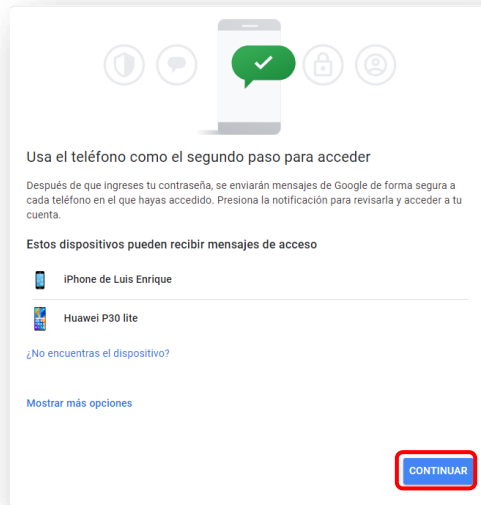 Usa el teléfono como el segundo paso para acceder
Después de que ingreses tu contraseña, se enviarán mensajes de Google de forma segura a
cada teléfono en el que hayas accedido. Presiona la notificación para revisarla y acceder a tu
cuenta.
Estos dispositivos pueden recibir mensajes de acceso
iPhone de Luis Enrique
Huawei P30 lite
¿No encuentras el dispositivo?
Mostrar más opciones
CONTINUAR